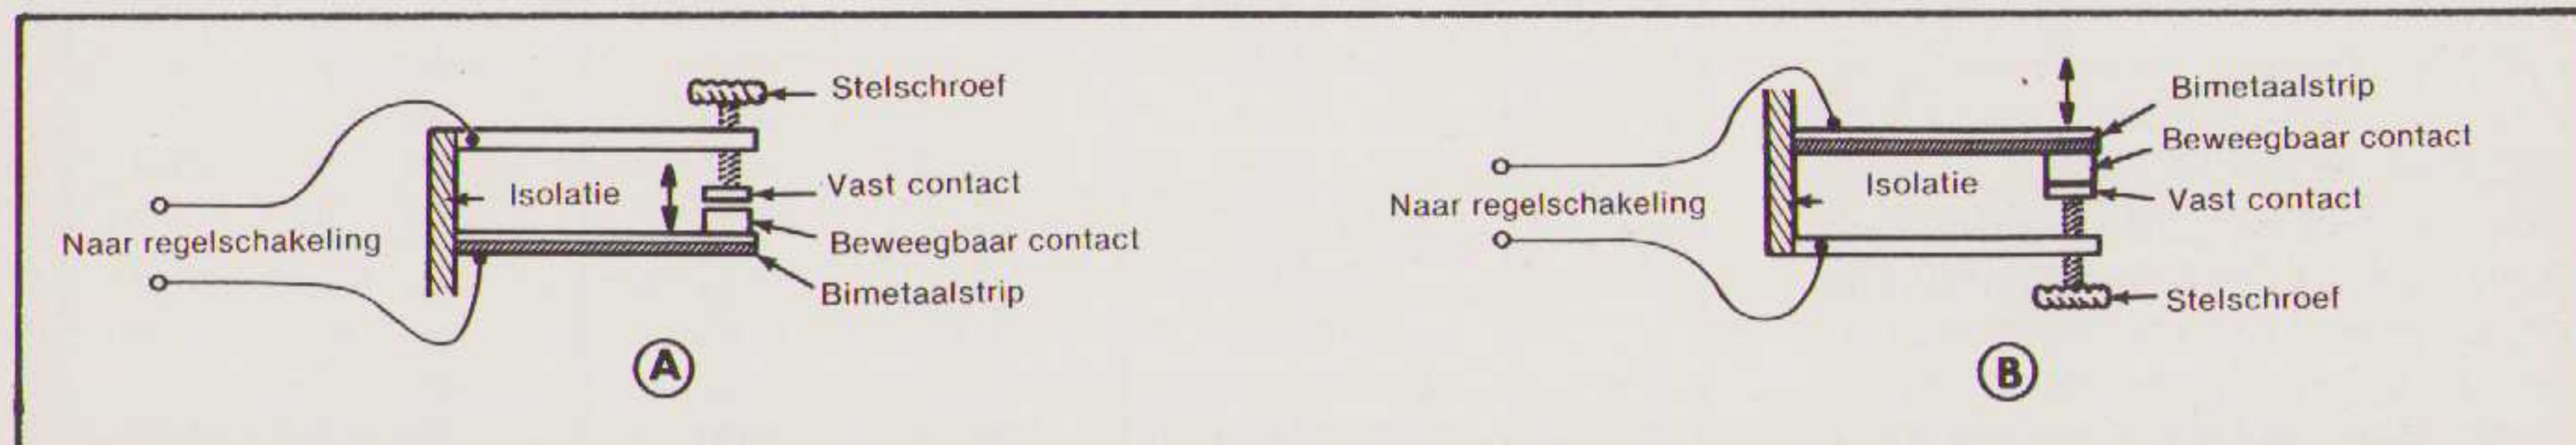 Stelschroef
Isolatie
Vast contact
Naar regelschakeling
Beweegbaar contact
Bimetaalstrip
A
Bimetaalstrip
Beweegbaar contact
Isolatie
Vast contact
Naar regelschakeling
Stelschroef
B